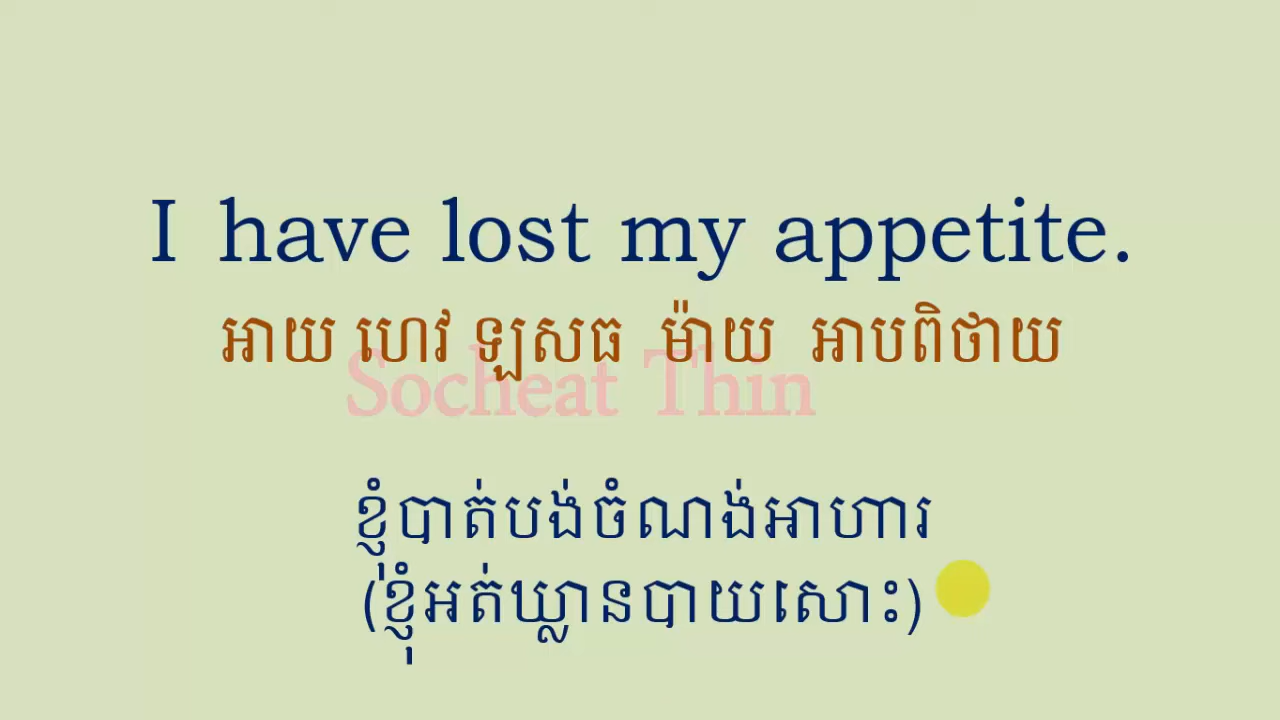 I have lost my appetite.
អាយ ហេវ ឡូសធ ម៉ាយ អាបពិថាយ
Socheat Thin
ខ្ញុំបាត់បង់ចំណង់អាហារ
(ខ្ញុំអត់ឃ្លានបាយសោះ)